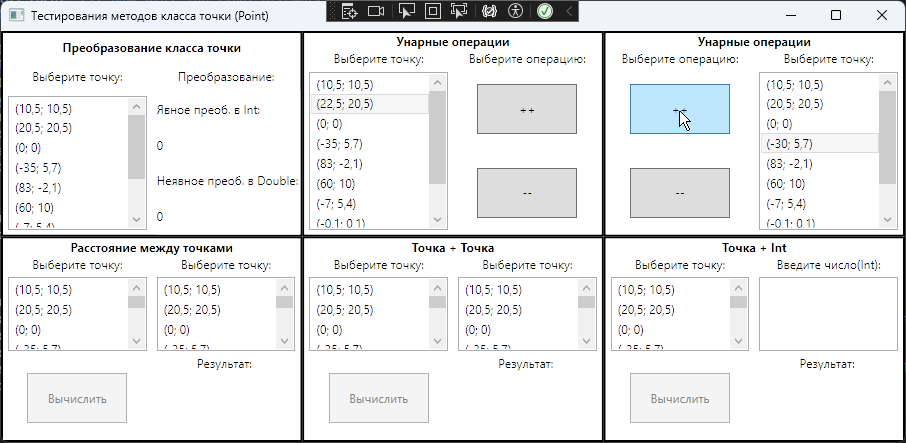 Тестирования методов класса точки (Point)
Преобразование класса точки
Выберите точку:
Преобразование:
(10,5; 10,5)
(20,5; 20,5)
(0; 0)
(-35; 5,7)
(83; -2,1)
(60; 10)
(-7; 5,4)
Явное преоб. в Int:
0
Неявное преоб. в Double:
0
Унарные операции
Выберите точку:
Выберите операцию:
(10,5; 10,5)
(22,5; 20,5)
(0; 0)
(-35; 5,7)
(83; -2,1)
(60; 10)
(-7; 5,4)
(-0,1; 0,1)
++
--
Унарные операции
Выберите операцию:
Выберите точку:
++
--
(10,5; 10,5)
(20,5; 20,5)
(0; 0)
(-30; 5,7)
(83; -2,1)
(60; 10)
(-7; 5,4)
(-0,1; 0,1)
Расстояние между точками
Выберите точку:
Выберите точку:
(10,5; 10,5)
(20,5; 20,5)
(0; 0)
(-35; 5,7)
(10,5; 10,5)
(20,5; 20,5)
(0; 0)
(-35; 5,7)
Результат:
Вычислить
Точка + Точка
Выберите точку:
Выберите точку:
(10,5; 10,5)
(20,5; 20,5)
(0; 0)
(-35; 5,7)
(10,5; 10,5)
(20,5; 20,5)
(0; 0)
(-35; 5,7)
Результат:
Вычислить
Точка + Int
Выберите точку:
Введите число(Int):
(10,5; 10,5)
(20,5; 20,5)
(0; 0)
(-35; 5,7)
Результат:
Вычислить